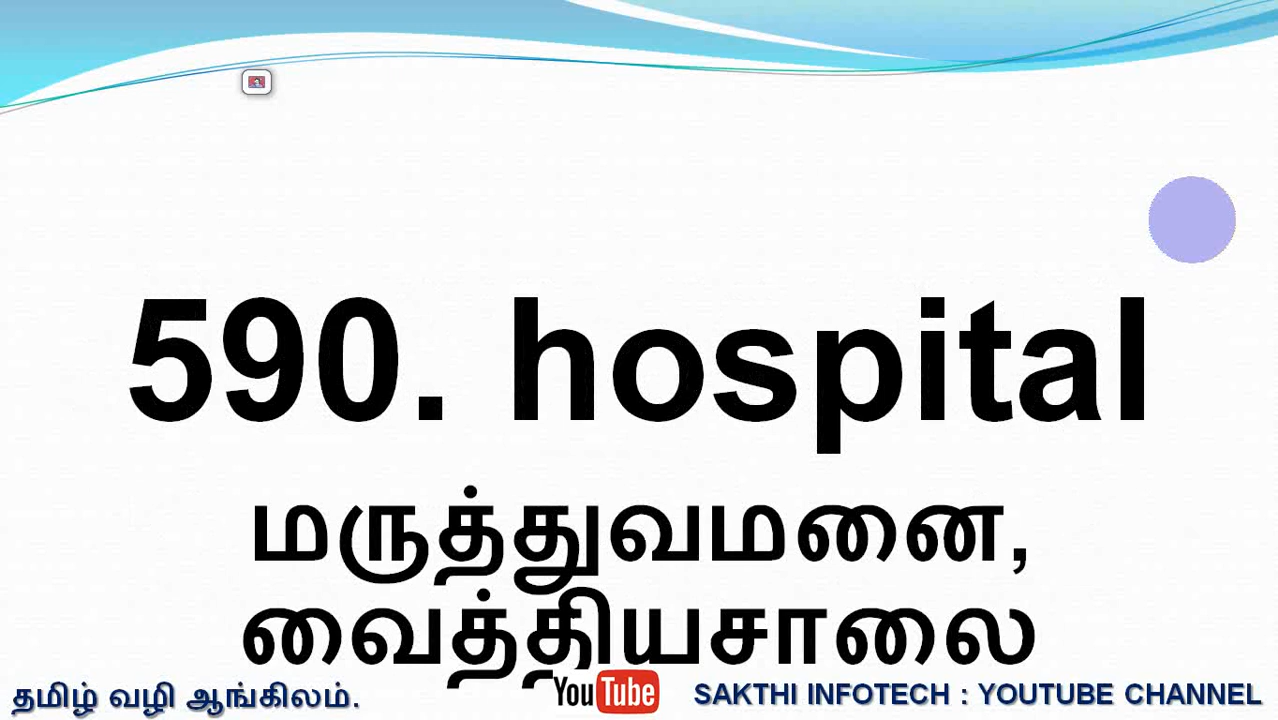 590. hospital
மருத்துவமனை,
வைத்தியசாலை
தமிழ் வழி ஆங்கிலம்.
YouTube
SAKTHI INFOTECH : YOUTUBE CHANNEL